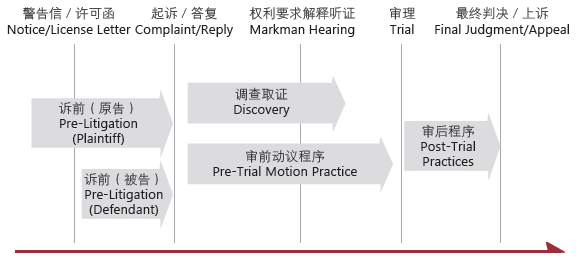 警告信 / 许可函
Notice/License Letter
起诉 / 答复
Complaint/Reply
权利要求解释听证
Markman Hearing
审理
Trial
最终判决 / 上诉
Final Judgment/Appeal
诉前（原告）
Pre-Litigation
(Plaintiff)
诉前（被告）
Pre-Litigation
(Defendant)
调查取证
Discovery
审前动议程序
Pre-Trial Motion Practice
审后程序
Post-Trial
Practices